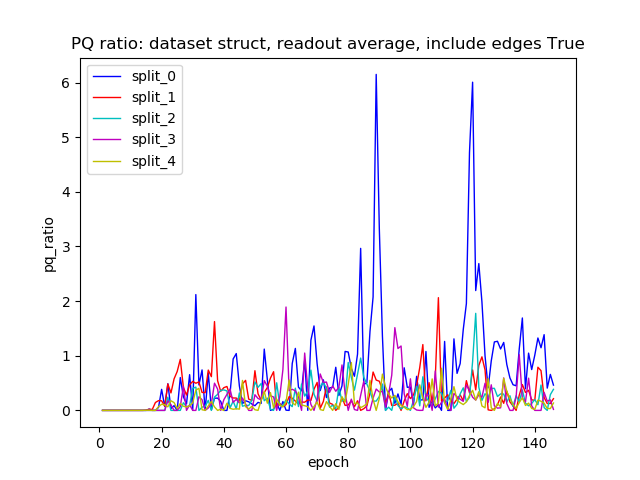 PQ ratio: dataset struct, readout average, include edges True
split_0
split_1
split_2
split_3
split_4
pq_ratio
6
5
4
3
2
1
0
0 20 40 60 80 100 120 140
epoch